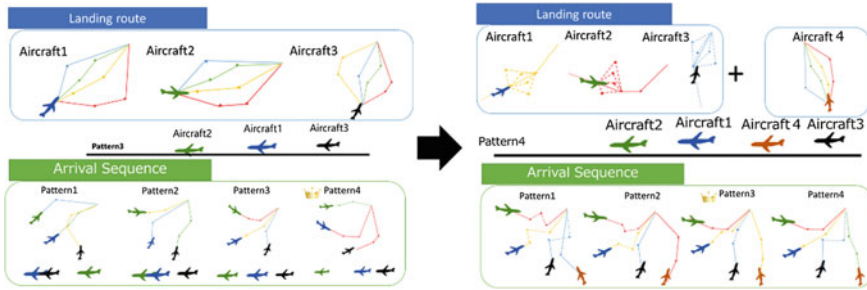 Landing route
Aircraft1
Aircraft2
Aircraft3
Pattern3
Aircraft2
Aircraft1
Aircraft3
Arrival Sequence
Pattern1
Pattern2
Pattern3
Pattern4
Landing route
Aircraft1
Aircraft2
Aircraft3
+
Aircraft 4
Pattern4
Aircraft2
Aircraft1
Aircraft 4
Aircraft3
Arrival Sequence
Pattern1
Pattern2
Pattern3
Pattern4